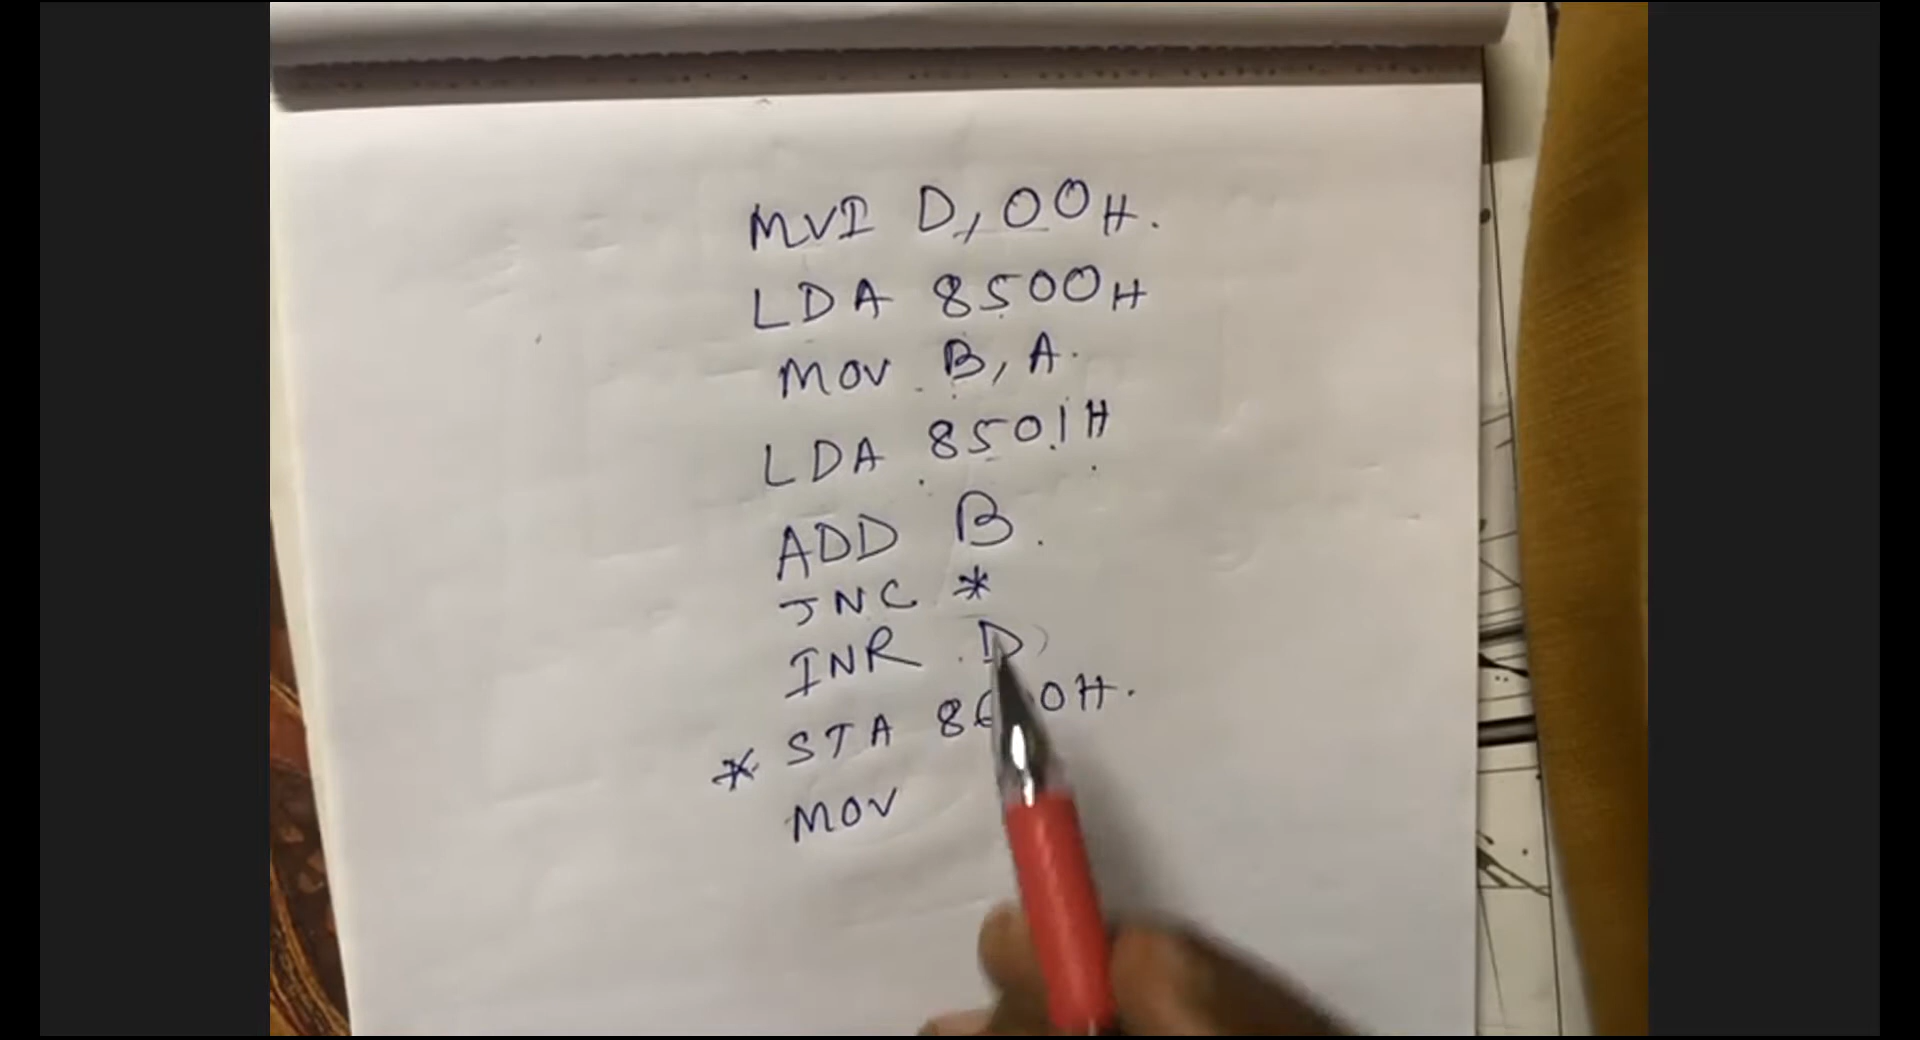 MVI D, 00H.
LDA 8500H
MOV B, A.
LDA 8501H
ADD B.
JNC *
INR D
* STA
MOV